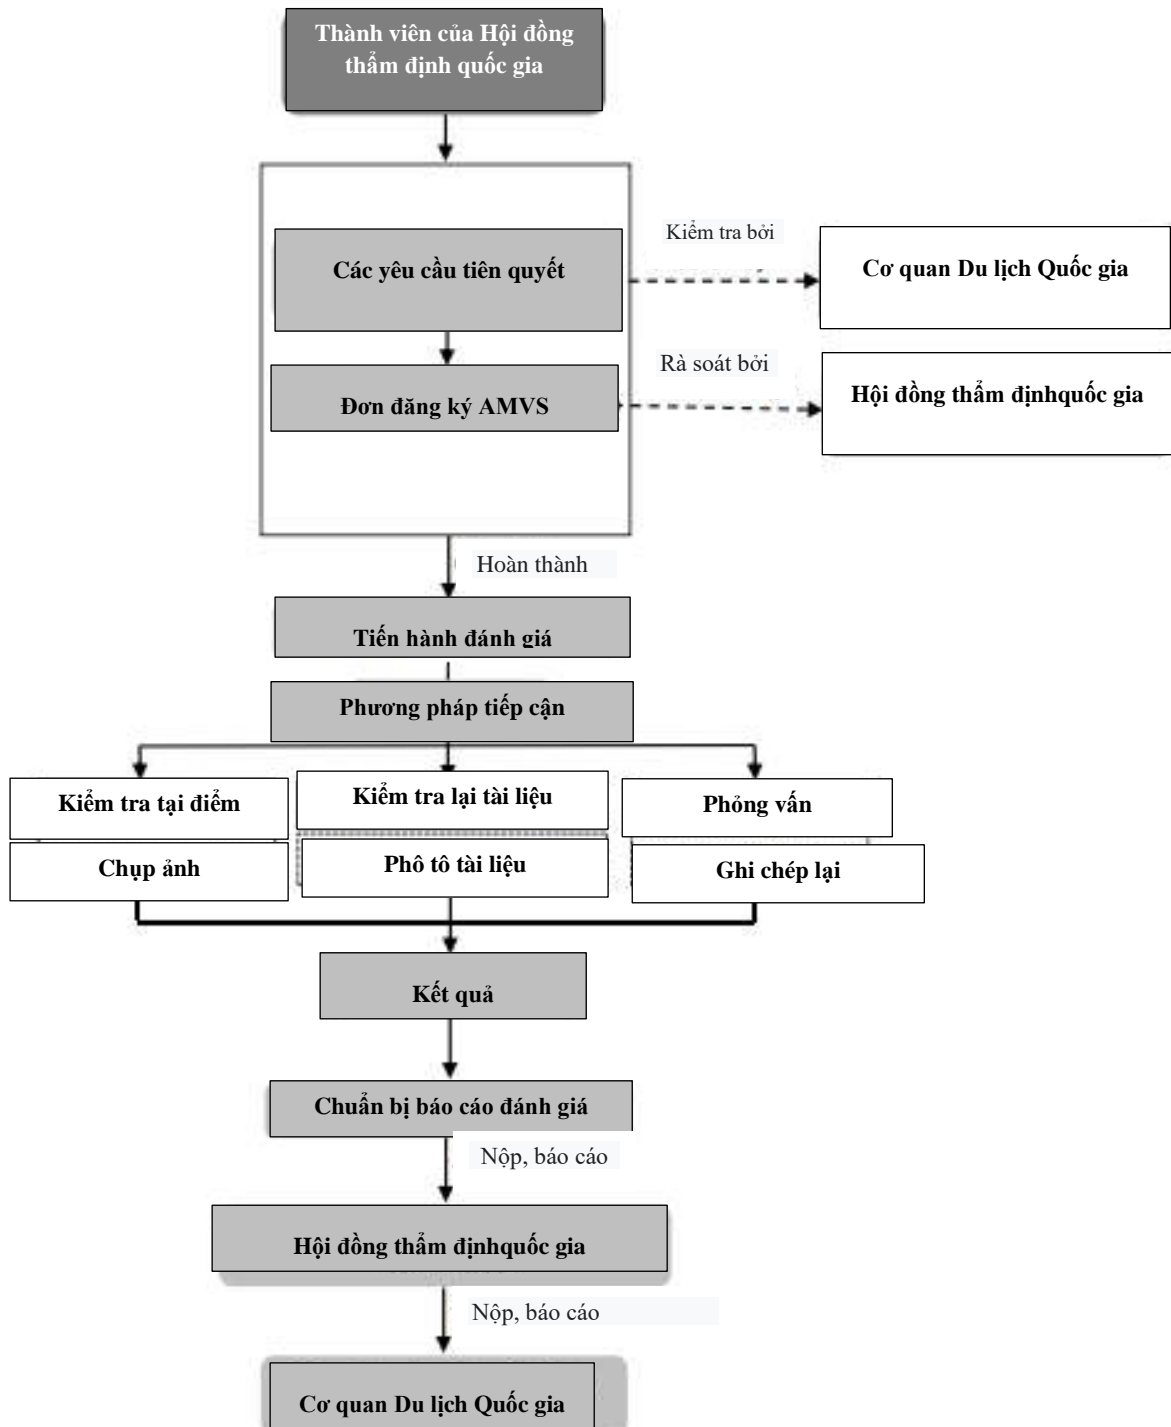 Thành viên của Hội đồng
thẩm định quốc gia
Kiểm tra bởi
Các yêu cầu tiên quyết
Cơ quan Du lịch Quốc gia
Rà soát bởi
Đơn đăng ký AMVS
Hội đồng thẩm địnhquốc gia
Hoàn thành
Tiến hành đánh giá
Phương pháp tiếp cận
Kiểm tra tại điểm
Kiểm tra lại tài liệu
Phỏng vấn
Chụp ảnh
Phô tô tài liệu
Ghi chép lại
Kết quả
Chuẩn bị báo cáo đánh giá
Nộp, báo cáo
Hội đồng thẩm địnhquốc gia
Nộp, báo cáo
Cơ quan Du lịch Quốc gia